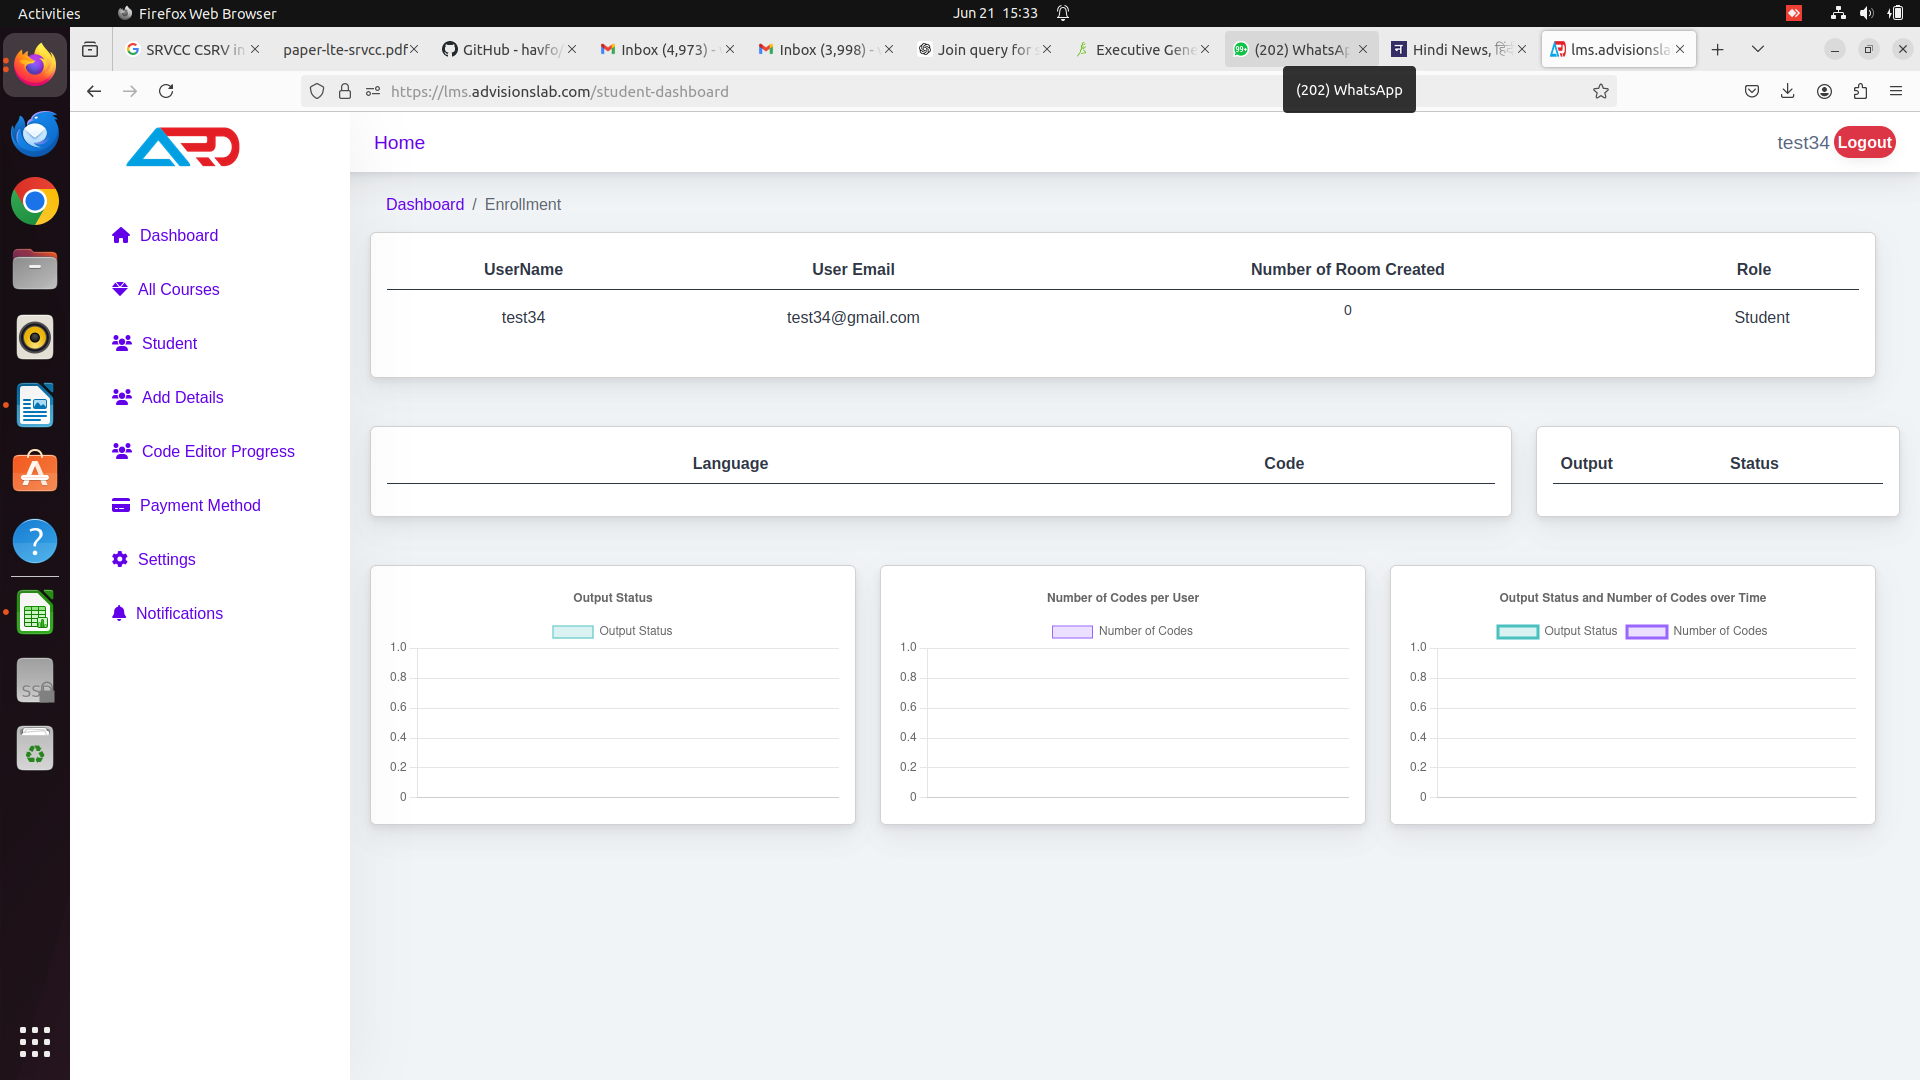 Activities
Firefox Web Browser
Jun 21 15:33
SRVCC CSRV in
paper-lte-srvcc.pdf
GitHub - havfo/
Inbox (4,973) -
Inbox (3,998) -
Join query for s
Executive Gene
(202) WhatsAp
Hindi News, हिं
lms.advisionsla
https://lms.advisionslab.com/student-dashboard
(202) WhatsApp
ARD
Home
test34 Logout
Dashboard / Enrollment
Dashboard
All Courses
Student
Add Details
Code Editor Progress
Payment Method
Settings
Notifications
UserName User Email Number of Room Created Role
test34 test34@gmail.com 0 Student
Language Code
Output Status
Output Status
Output Status
1.0
0.8
0.6
0.4
0.2
0
Number of Codes per User
Number of Codes
1.0
0.8
0.6
0.4
0.2
0
Output Status and Number of Codes over Time
Output Status Number of Codes
1.0
0.8
0.6
0.4
0.2
0